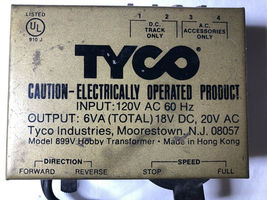 LISTED
UL
910 J
1 2 3 4
D.C. TRACK ONLY
A.C. ACCESSORIES ONLY
TYCO
CAUTION-ELECTRICALLY OPERATED PRODUCT
INPUT: 120V AC 60 Hz
OUTPUT: 6VA (TOTAL) 18V DC, 20V AC
Tyco Industries, Moorestown, N.J. 08057
Model 899V Hobby Transformer • Made in Hong Kong
DIRECTION SPEED
FORWARD REVERSE STOP FULL